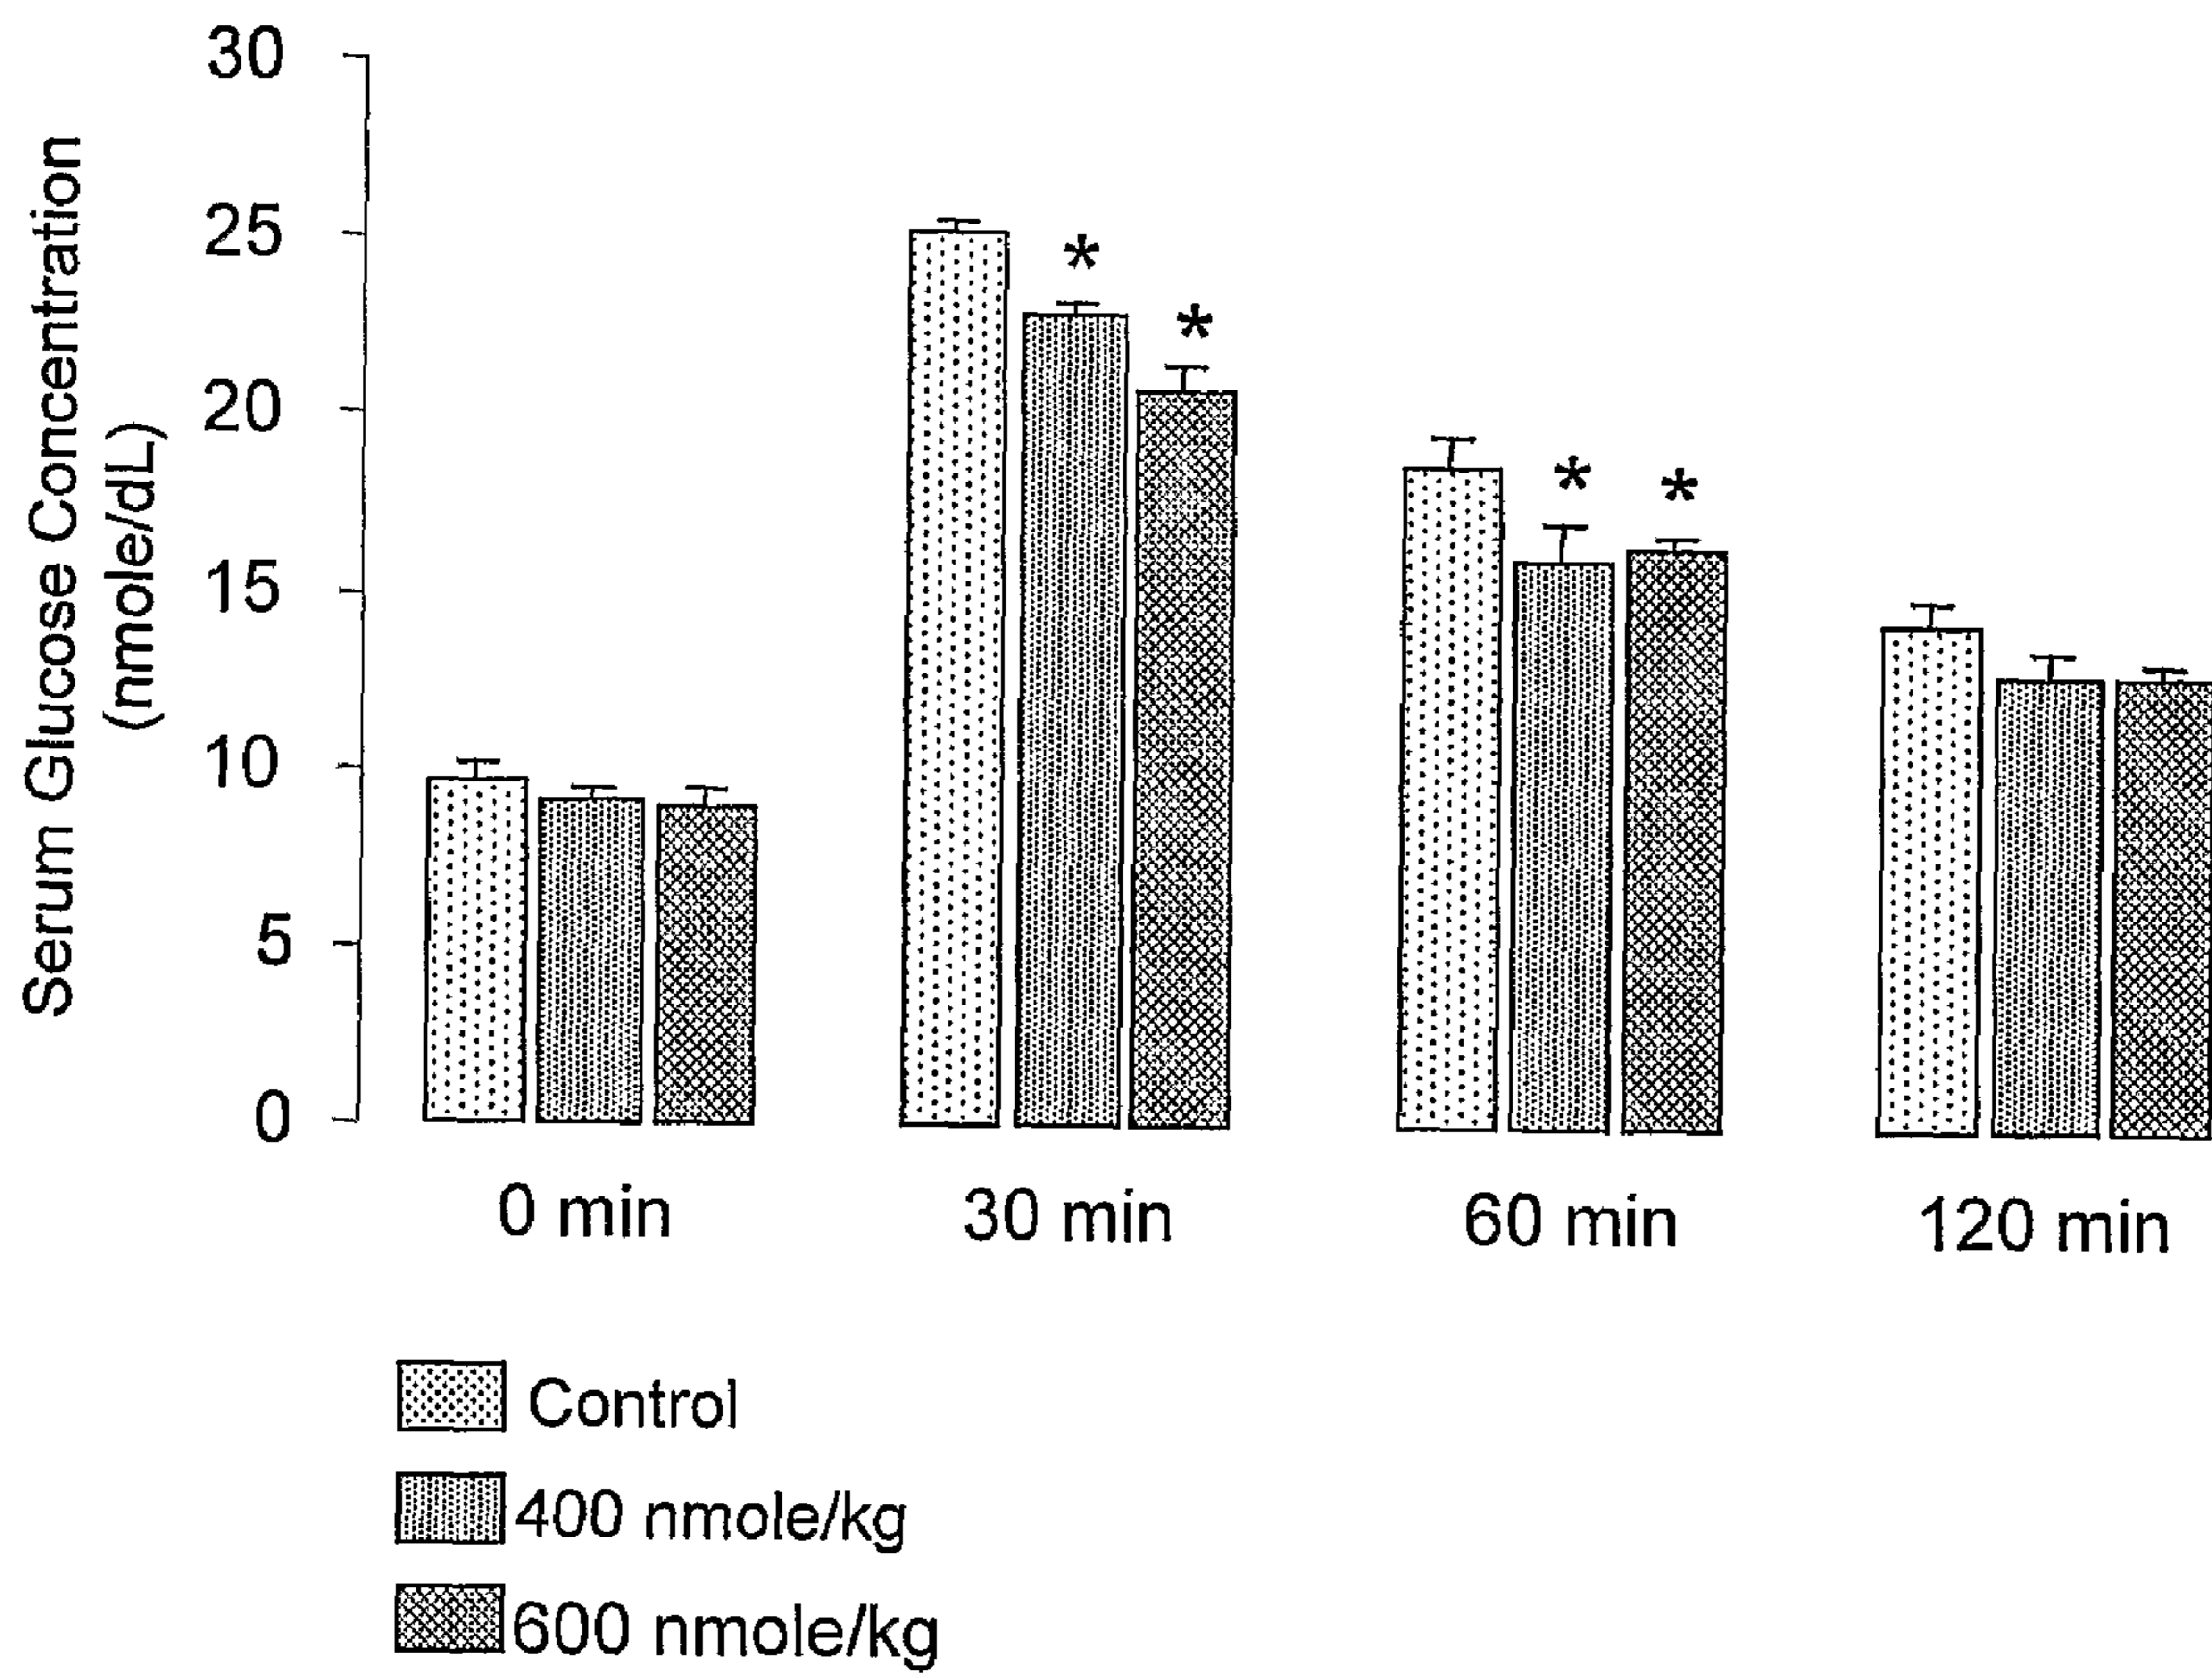 Serum Glucose Concentration
(nmole/dL)
30
25
20
15
10
5
0
*
*
*
*
0 min
30 min
60 min
120 min
Control
400 nmole/kg
600 nmole/kg